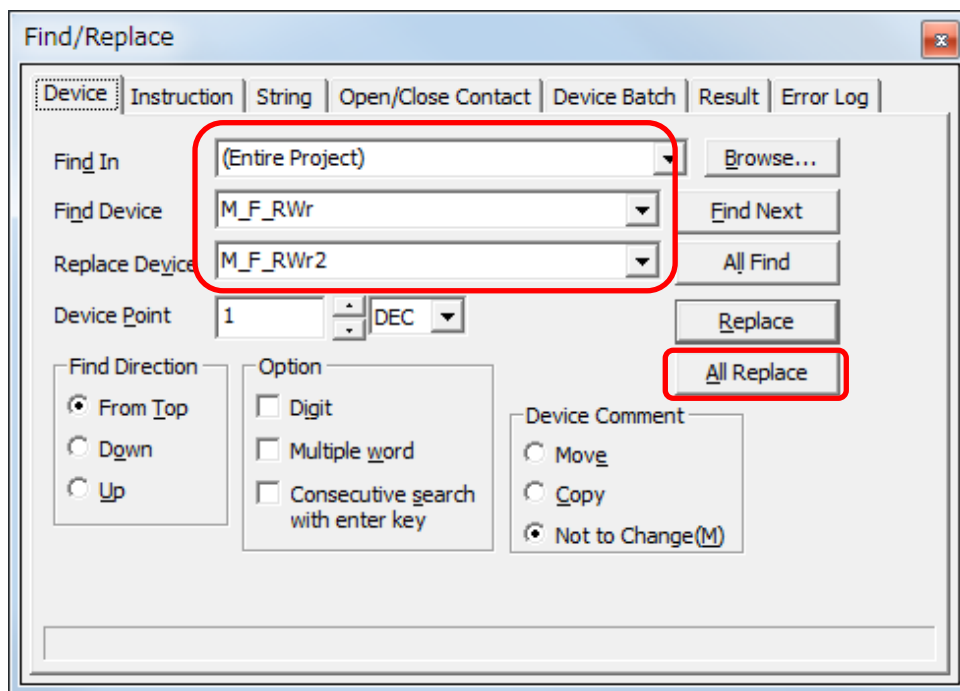 Find/Replace
x
Device Instruction String Open/Close Contact Device Batch Result Error Log
Find In (Entire Project) Browse...
Find Device M_F_RWr Find Next
Replace Device M_F_RWr2 All Find
Device Point 1 DEC Replace
All Replace
Find Direction Option
From Top Digit
Device Comment
Down Multiple word Move
Up Consecutive search Copy
with enter key Not to Change(M)